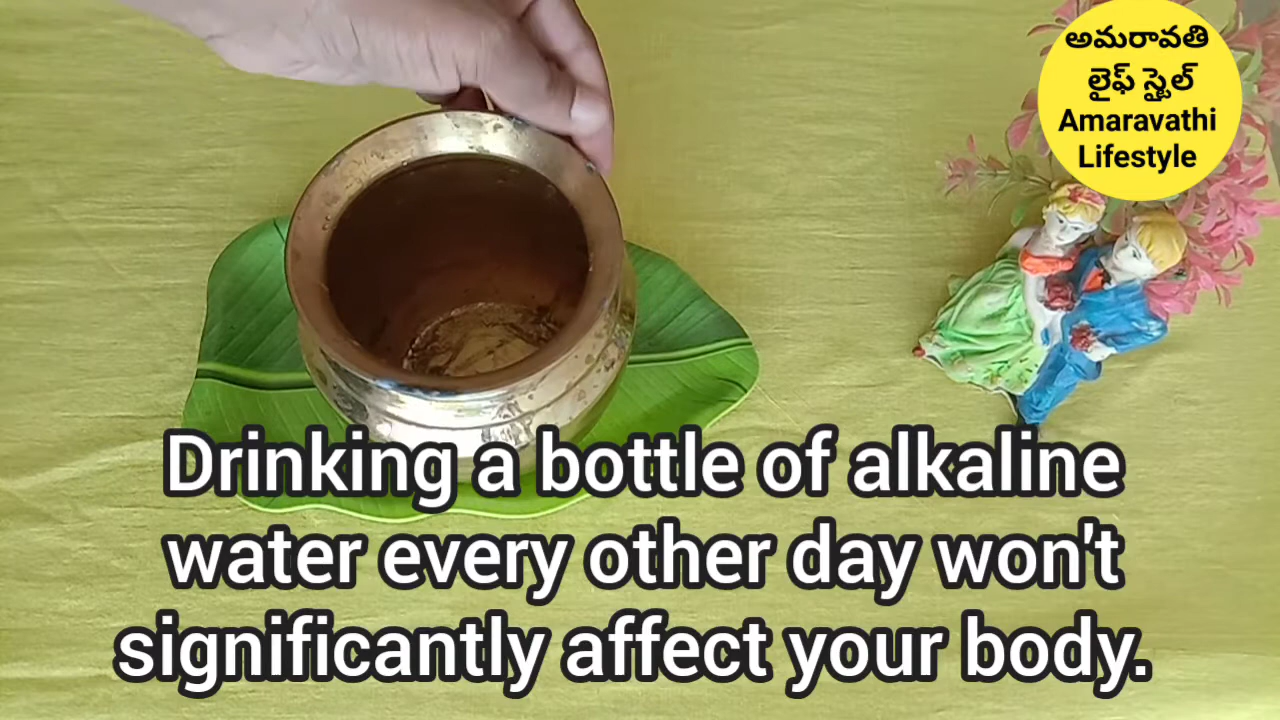 అమరావతి
లైఫ్ స్టైల్
Amaravathi
Lifestyle
Drinking a bottle of alkaline
water every other day won't
significantly affect your body.